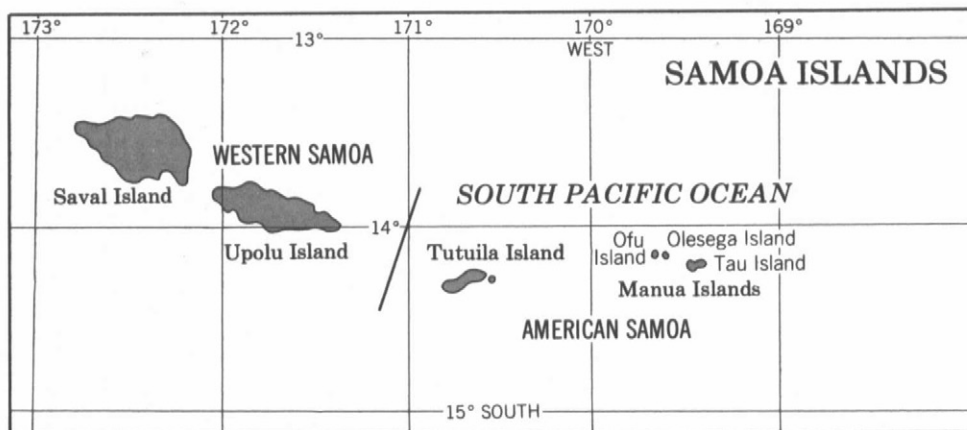 173° 172° 171° 170° 169°
13°
WEST
SAMOA ISLANDS
WESTERN SAMOA
Saval Island
SOUTH PACIFIC OCEAN
14°
Upolu Island
Tutuila Island
Ofu
Island
Olesega Island
Tau Island
Manua Islands
AMERICAN SAMOA
15° SOUTH